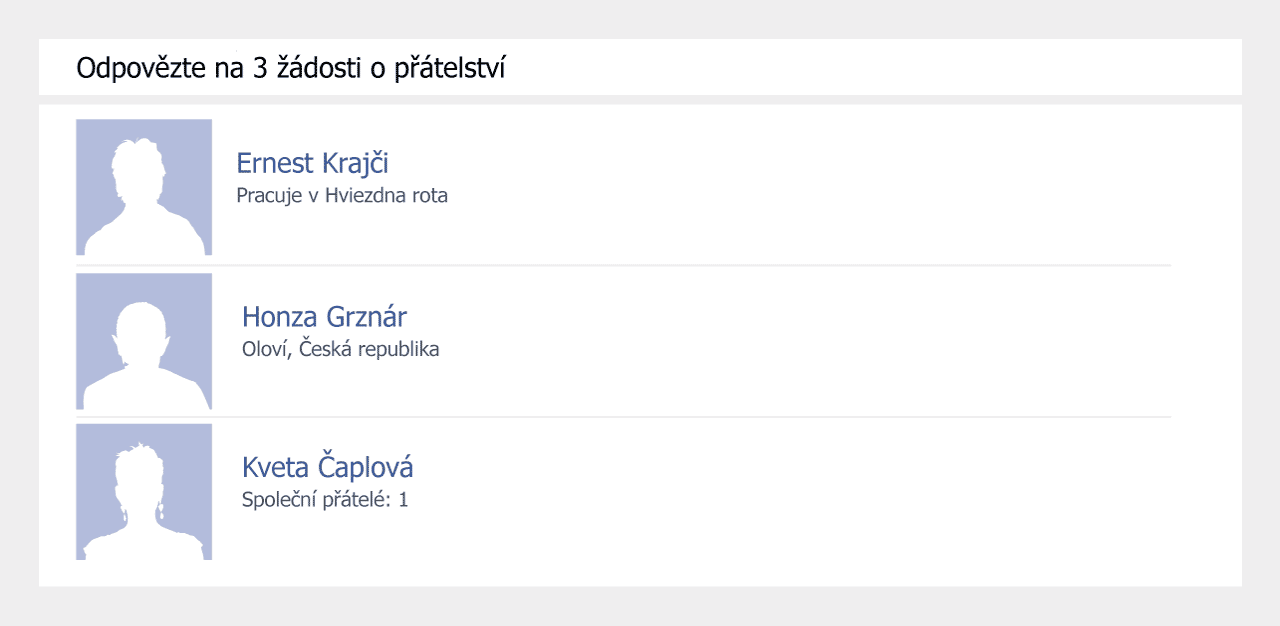 Odpovězte na 3 žádosti o přátelství
Ernest Krajči
Pracuje v Hviezdna rota
Honza Grznár
Oloví, Česká republika
Kveta Čaplová
Společní přátelé: 1